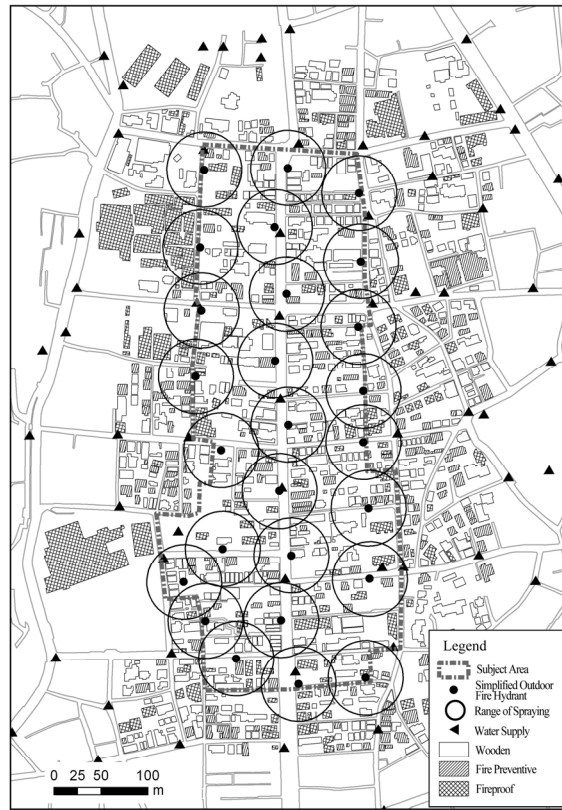 Legend
Subject Area
Simplified Outdoor
Fire Hydrant
Range of Spraying
Water Supply
Wooden
Fire Preventive
Fireproof
0 25 50 100
m